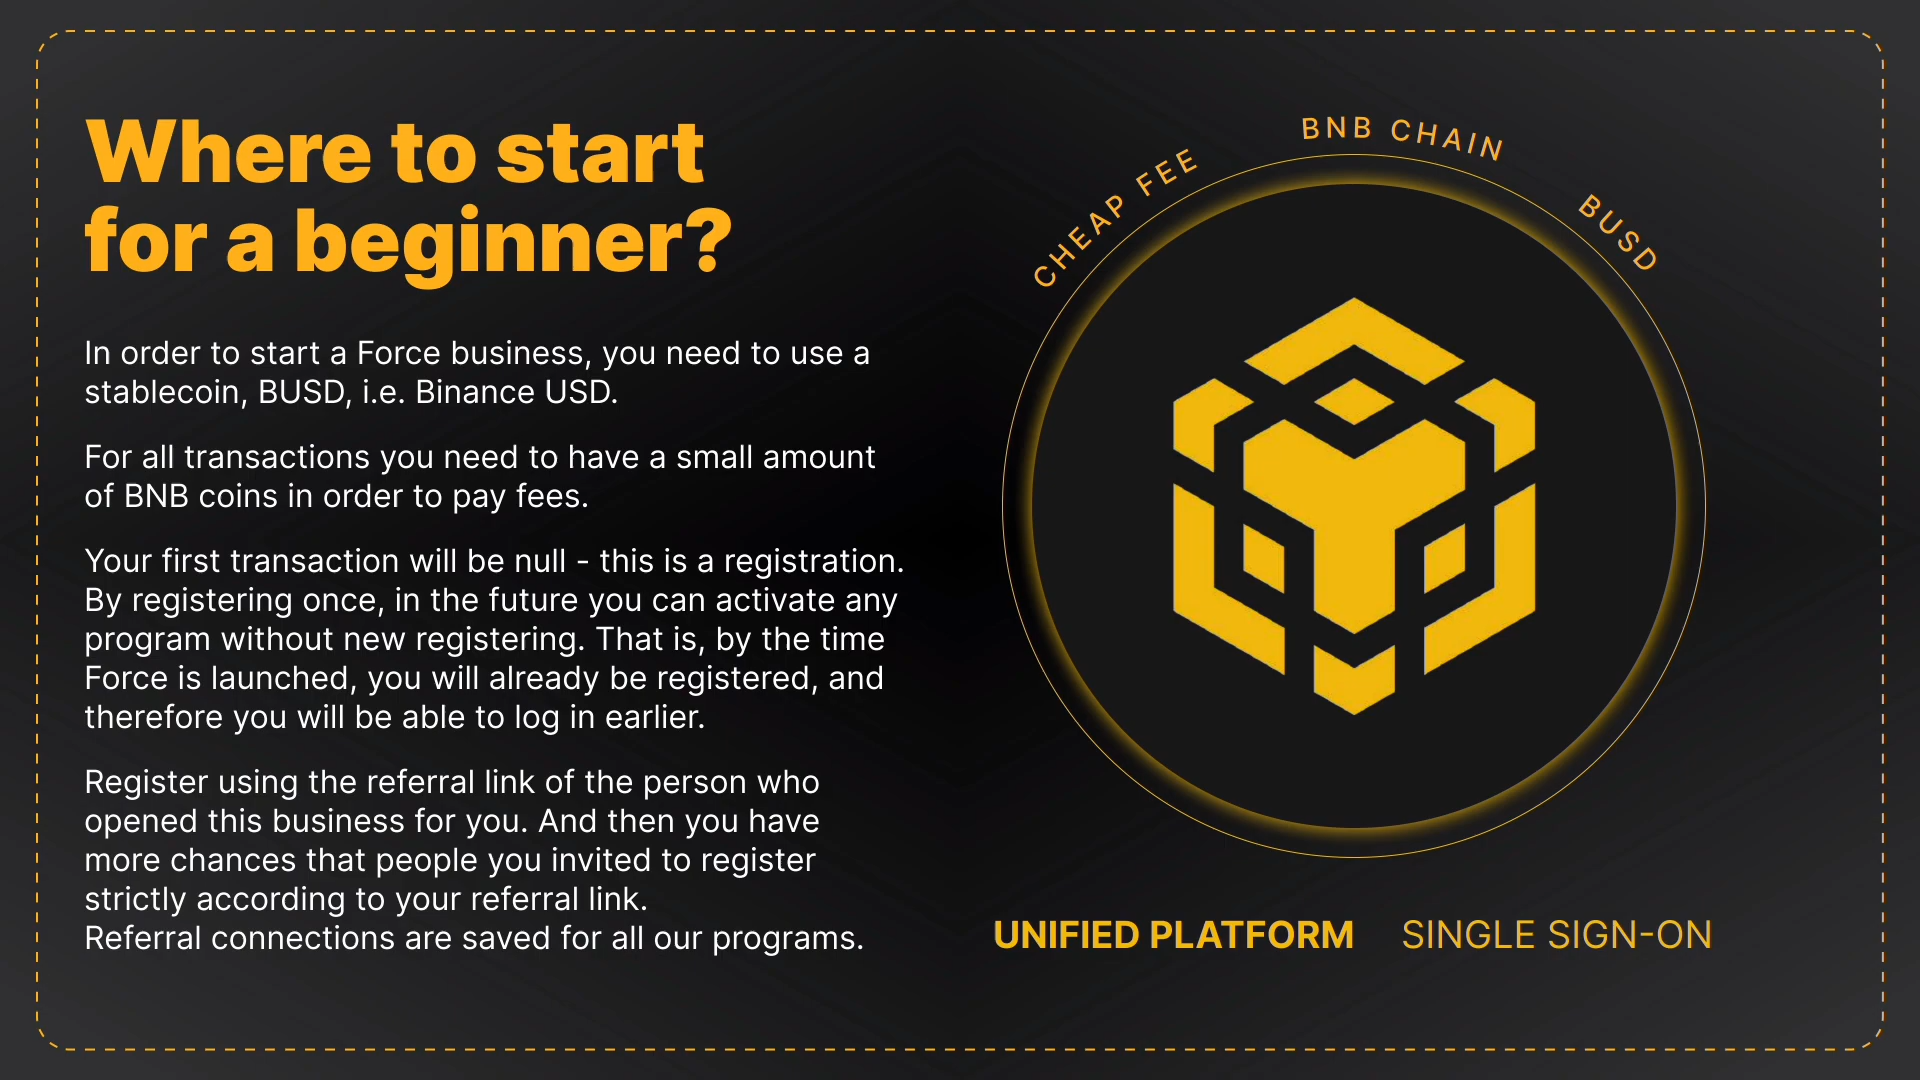 Where to start
for a beginner?
In order to start a Force business, you need to use a
stablecoin, BUSD, i.e. Binance USD.
For all transactions you need to have a small amount
of BNB coins in order to pay fees.
Your first transaction will be null - this is a registration.
By registering once, in the future you can activate any
program without new registering. That is, by the time
Force is launched, you will already be registered, and
therefore you will be able to log in earlier.
Register using the referral link of the person who
opened this business for you. And then you have
more chances that people you invited to register
strictly according to your referral link.
Referral connections are saved for all our programs.
CHEAP FEE
BNB CHAIN
BUSD
UNIFIED PLATFORM SINGLE SIGN-ON